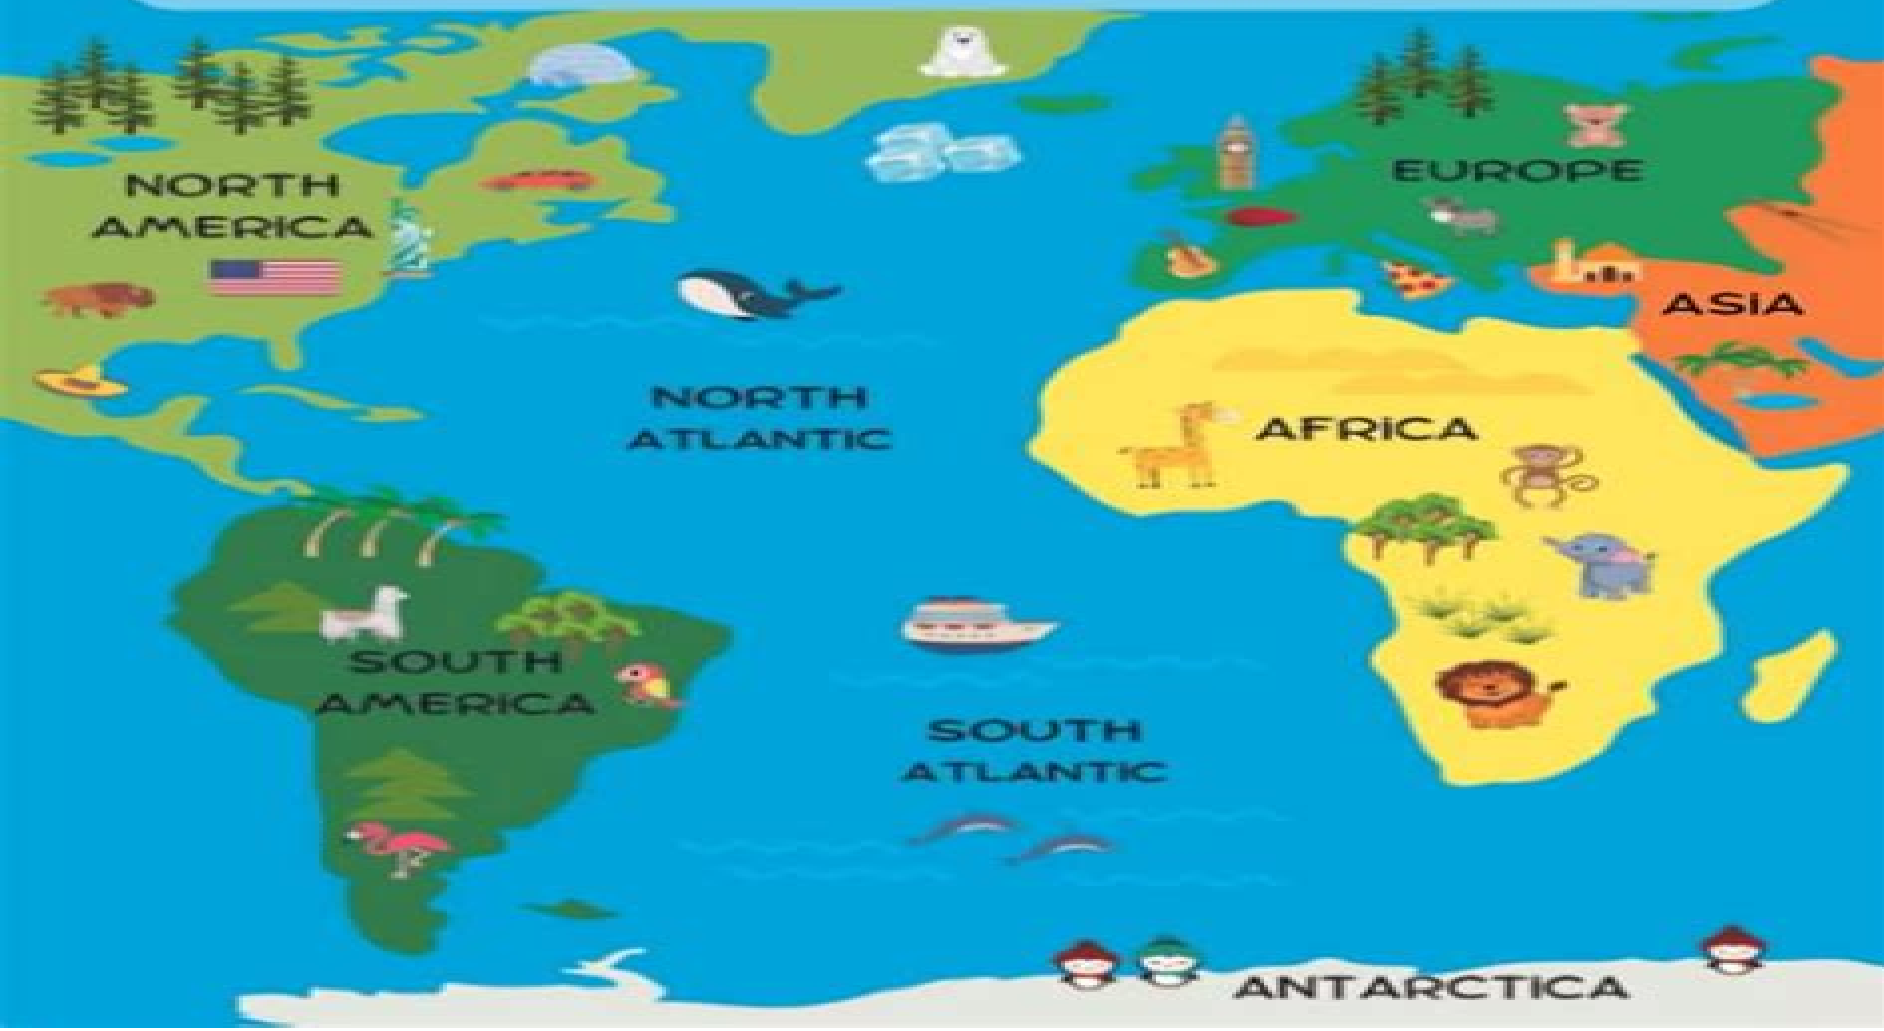 NORTH
AMERICA
EUROPE
ASIA
NORTH
ATLANTIC
AFRICA
SOUTH
AMERICA
SOUTH
ATLANTIC
ANTARCTICA